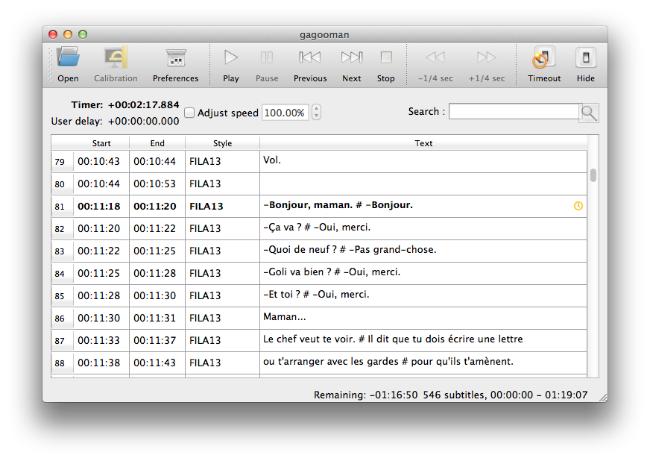 gagooman
Open Calibration Preferences Play Pause Previous Next Stop -1/4 sec +1/4 sec Timeout Hide
Timer: +00:02:17.884
User delay: +00:00:00.000
Adjust speed 100.00% Search :
Start End Style Text
79 00:10:43 00:10:44 FILA13 Vol.
80 00:10:44 00:10:53 FILA13
81 00:11:18 00:11:20 FILA13 -Bonjour, maman. # -Bonjour.
82 00:11:20 00:11:22 FILA13 -Ça va ? # -Oui, merci.
83 00:11:22 00:11:25 FILA13 -Quoi de neuf ? # -Pas grand-chose.
84 00:11:25 00:11:28 FILA13 -Goli va bien ? # -Oui, merci.
85 00:11:28 00:11:30 FILA13 -Et toi ? # -Oui, merci.
86 00:11:30 00:11:31 FILA13 Maman...
87 00:11:33 00:11:37 FILA13 Le chef veut te voir. # Il dit que tu dois écrire une lettre
88 00:11:38 00:11:43 FILA13 ou t'arranger avec les gardes # pour qu'ils t'amènent.
Remaining: -01:16:50 546 subtitles, 00:00:00 - 01:19:07